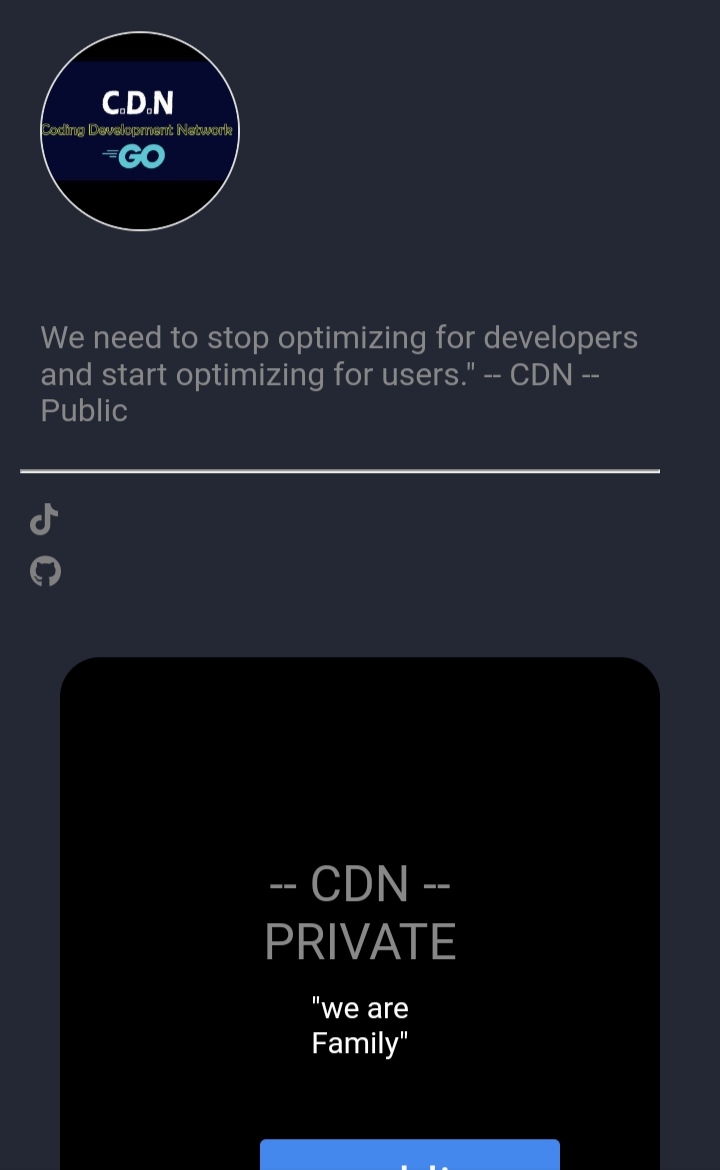 C.D.N
Coding Development Network
GO
We need to stop optimizing for developers
and start optimizing for users." -- CDN --
Public
-- CDN --
PRIVATE
"we are
Family"